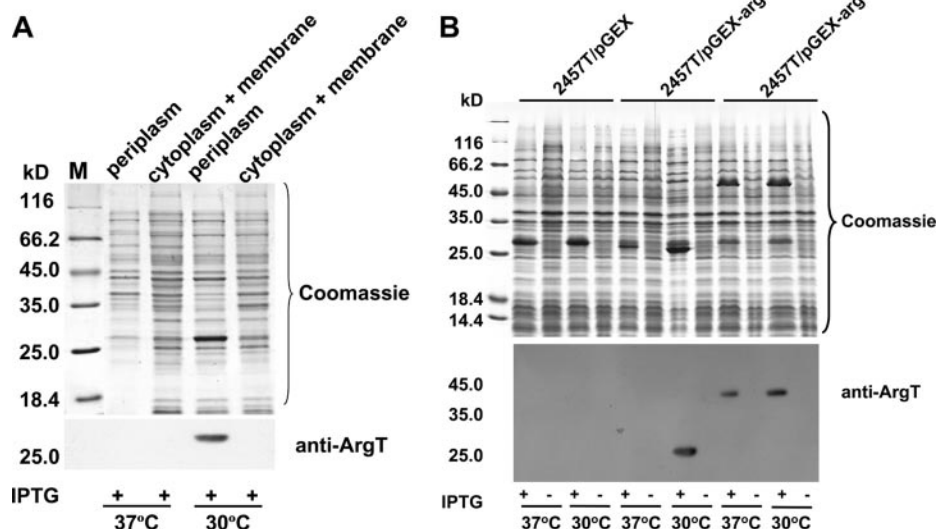 A
periplasm
cytoplasm + membrane
periplasm
cytoplasm + membrane
kD M
116
66.2
45.0
35.0
25.0
18.4
Coomassie
25.0
anti-ArgT
IPTG + + + +
37°C 30°C
B
2457T/pGEX
2457T/pGEX-arg
2457T/pGEX-arg
kD
116
66.2
45.0
35.0
25.0
18.4
14.4
Coomassie
45.0
35.0
25.0
anti-ArgT
IPTG + - + - + - + - + - + -
37°C 30°C 37°C 30°C 37°C 30°C